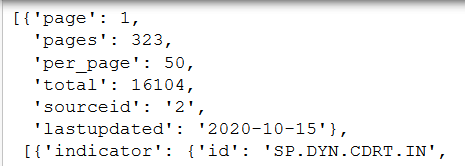 [{'page': 1,
'pages': 323,
'per_page': 50,
'total': 16104,
'sourceid': '2',
'lastupdated': '2020-10-15'},
[{'indicator': {'id': 'SP.DYN.CDRT.IN',